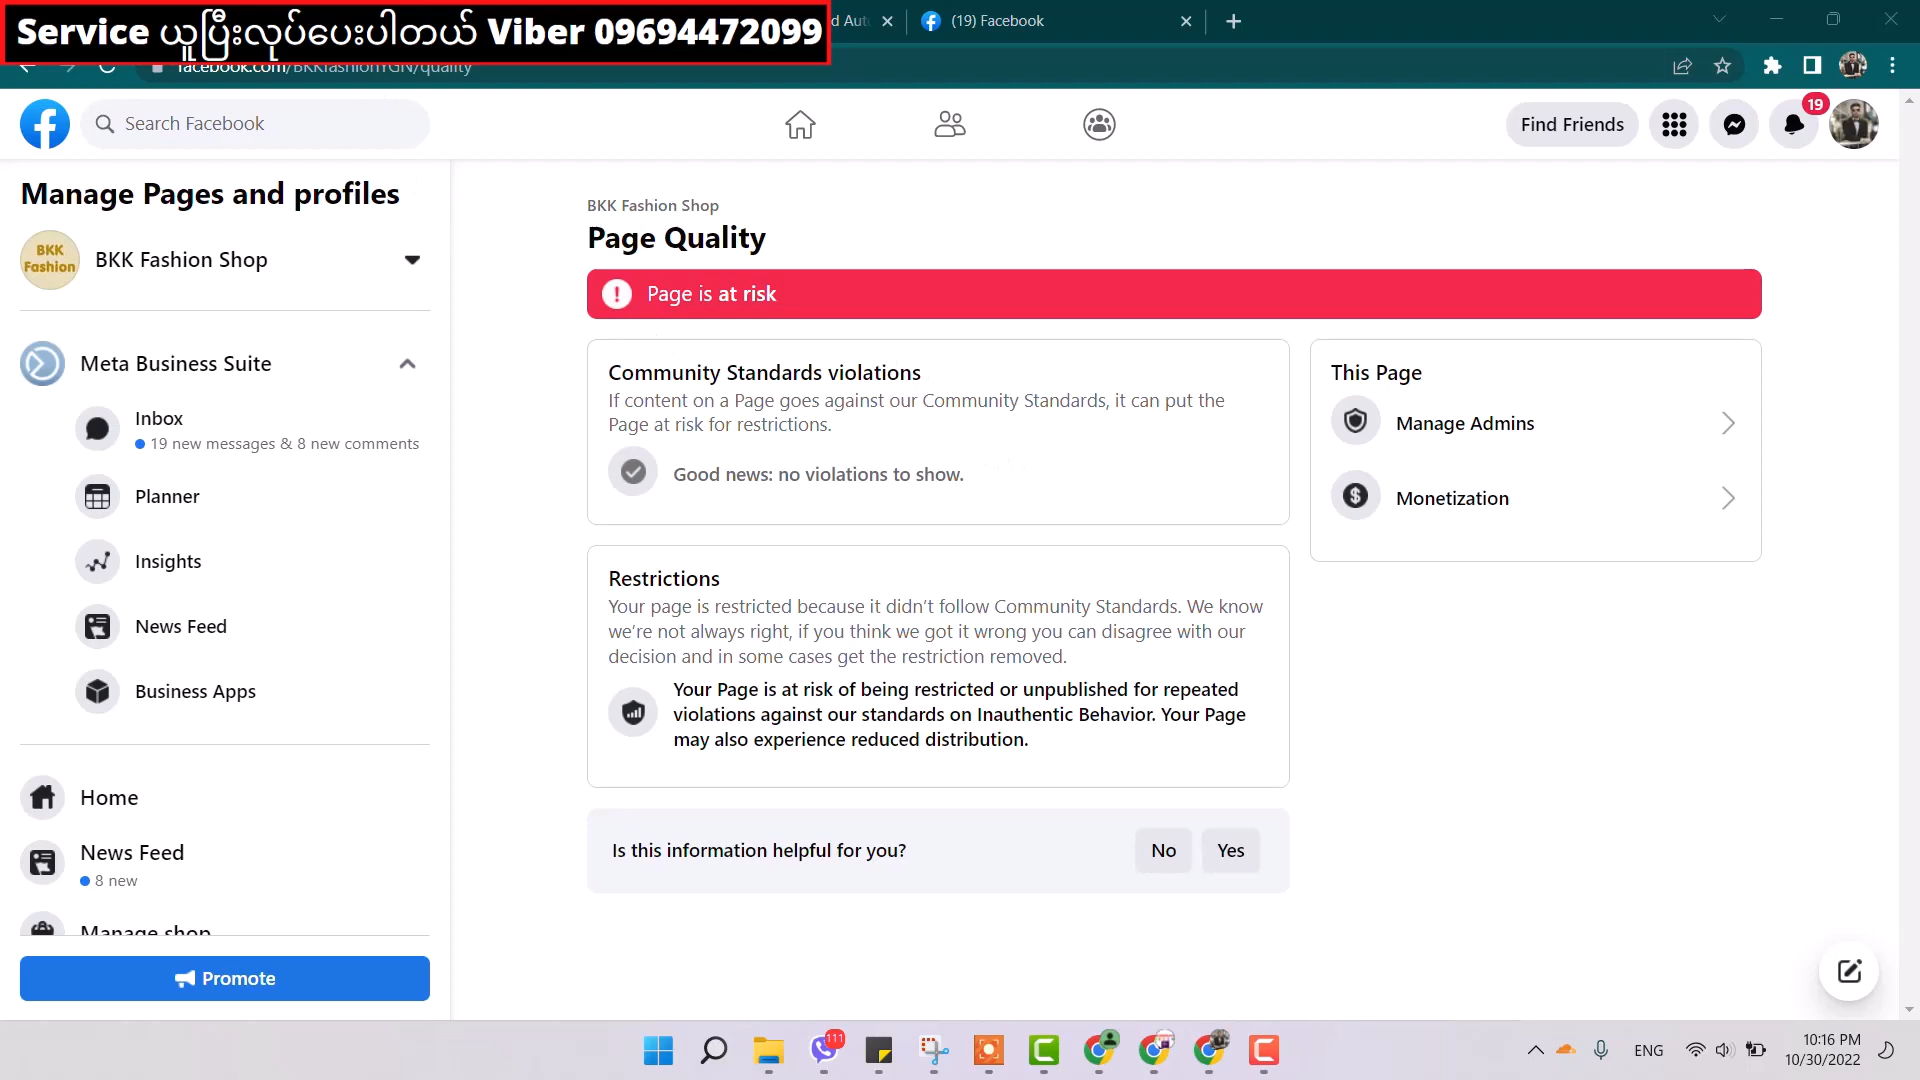 Service ယူပြီးလုပ်ပေးပါတယ် Viber 09694472099
(19) Facebook
facebook.com/BKKfashionYGN/quality
Search Facebook
Find Friends
19
Manage Pages and profiles
BKK Fashion
BKK Fashion Shop
Meta Business Suite
Inbox
19 new messages & 8 new comments
Planner
Insights
News Feed
Business Apps
Home
News Feed
8 new
Manage shop
Promote
BKK Fashion Shop
Page Quality
Page is at risk
Community Standards violations
If content on a Page goes against our Community Standards, it can put the
Page at risk for restrictions.
Good news: no violations to show.
Restrictions
Your page is restricted because it didn’t follow Community Standards. We know
we’re not always right, if you think we got it wrong you can disagree with our
decision and in some cases get the restriction removed.
Your Page is at risk of being restricted or unpublished for repeated
violations against our standards on Inauthentic Behavior. Your Page
may also experience reduced distribution.
Is this information helpful for you?
No
Yes
This Page
Manage Admins
Monetization
111
ENG
10:16 PM
10/30/2022